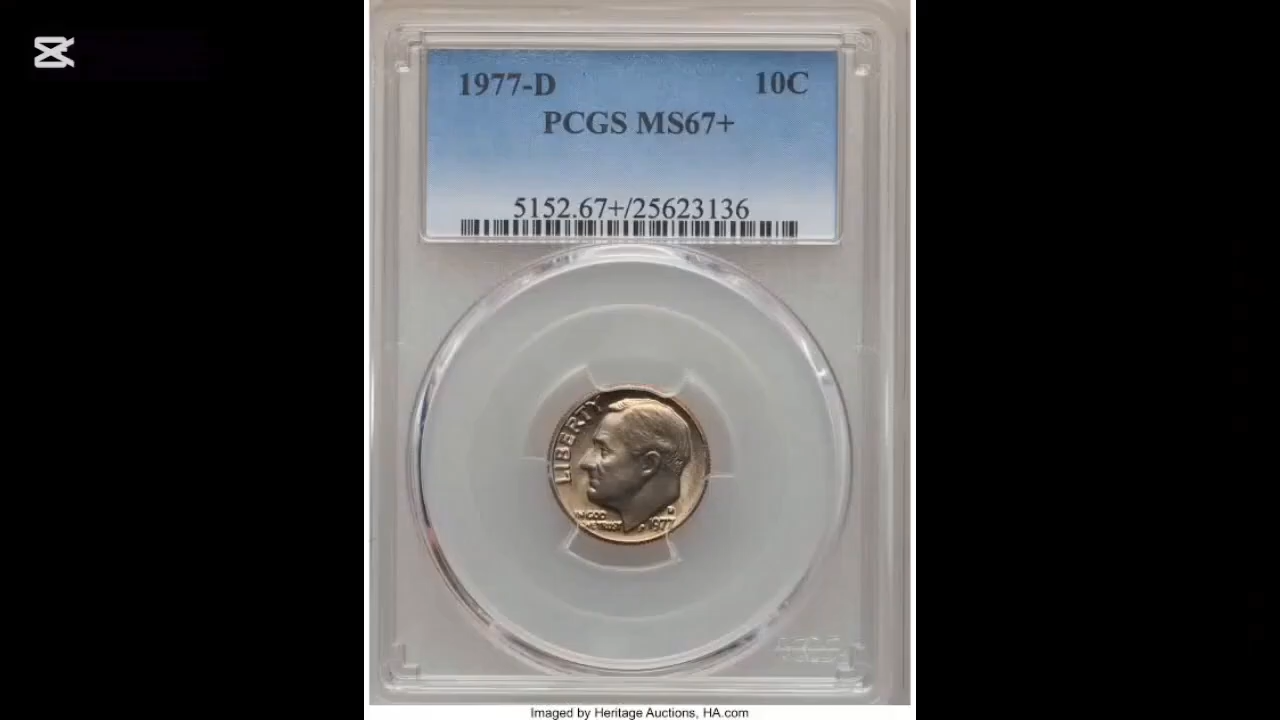 1977-D 10C
PCGS MS67+
5152.67+/25623136
LIBERTY
IN GOD
WE TRUST
D
1977
PCGS
Imaged by Heritage Auctions, HA.com